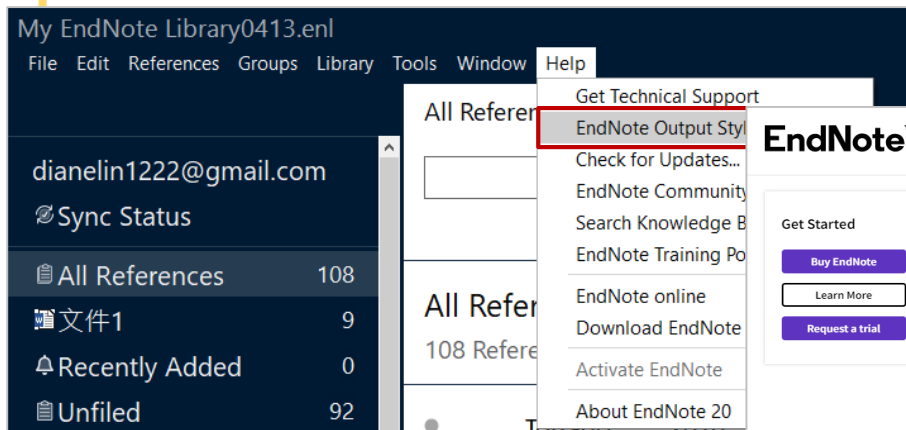 My EndNote Library0413.enl
File Edit References Groups Library Tools Window Help
dianelin1222@gmail.com
Sync Status
All References 108
文件1 9
Recently Added 0
Unfiled 92
All Referen
All Refer
108 Refere
Get Technical Support
EndNote Output Styl
Check for Updates...
EndNote Community
Search Knowledge B
EndNote Training Po
EndNote online
Download EndNote
Activate EndNote
About EndNote 20
EndNote
Get Started
Buy EndNote
Learn More
Request a trial